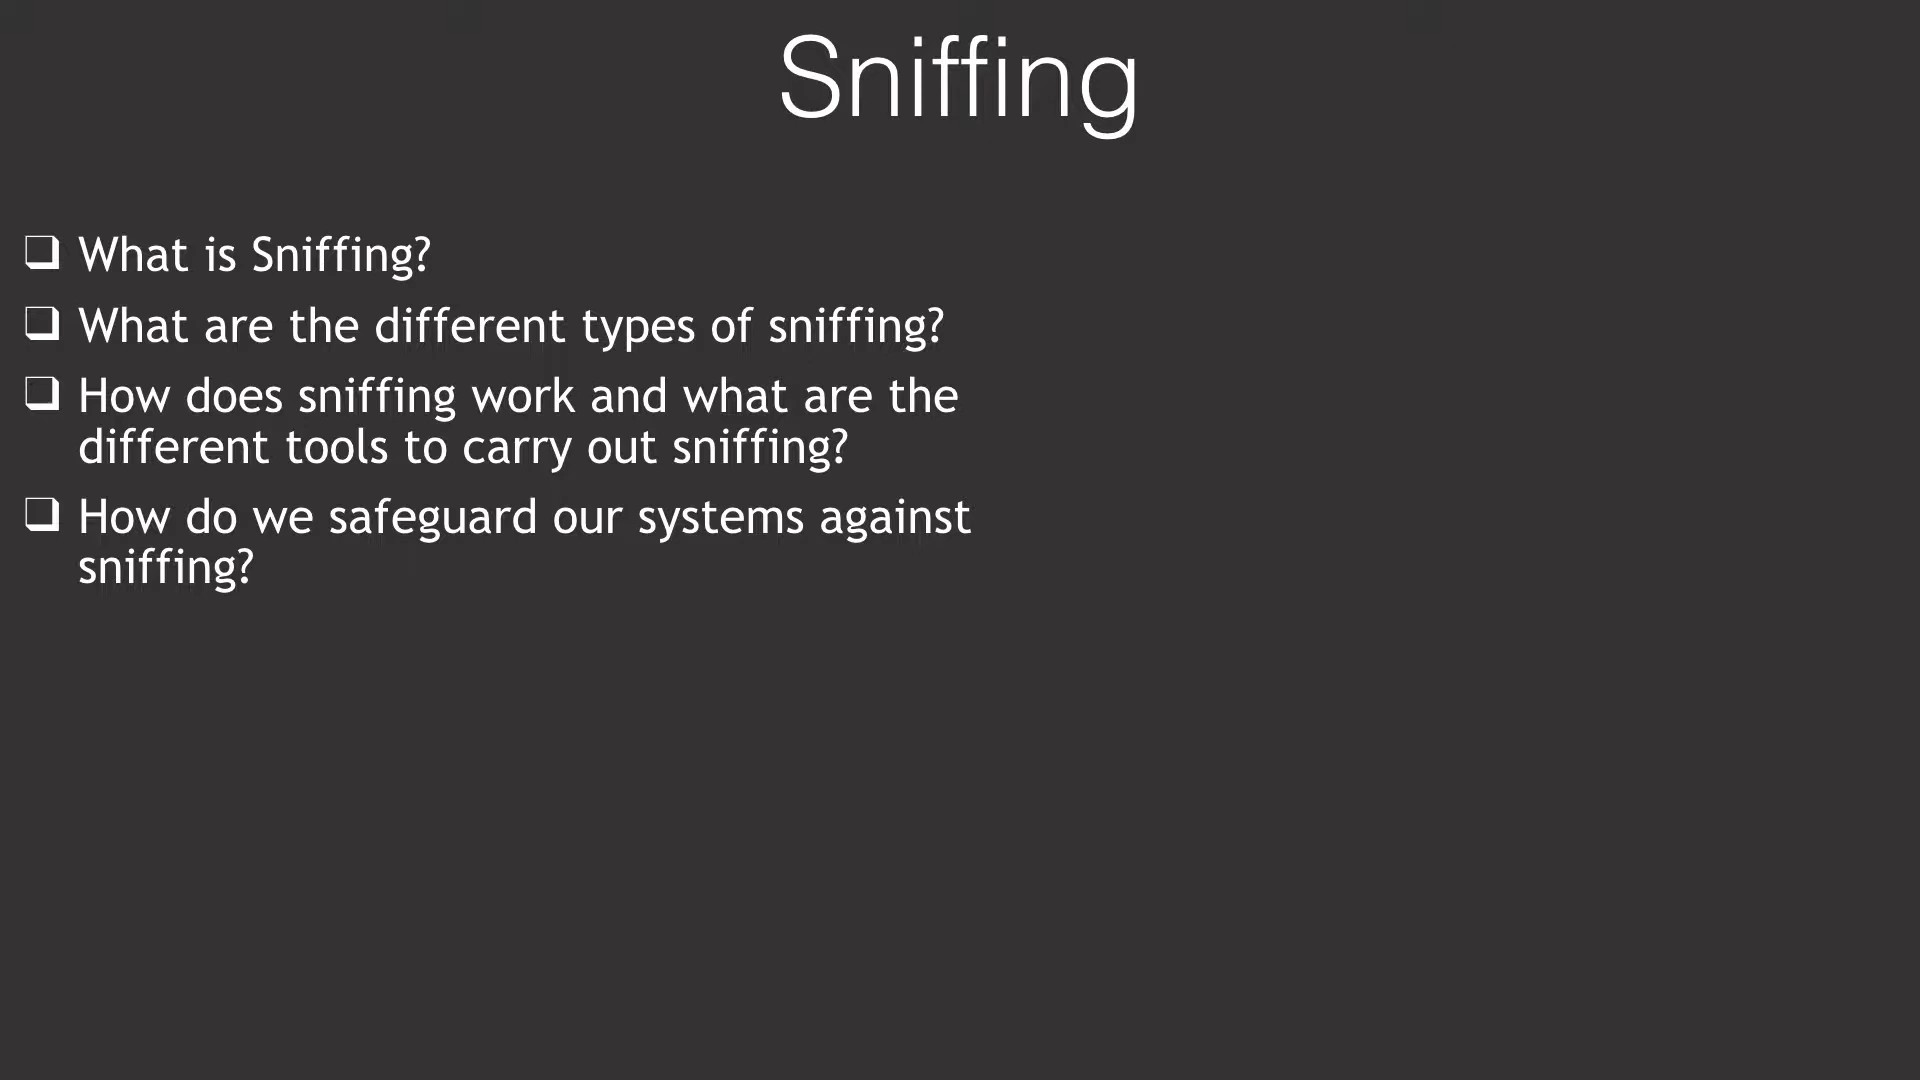 Sniffing
❑ What is Sniffing?
❑ What are the different types of sniffing?
❑ How does sniffing work and what are the
different tools to carry out sniffing?
❑ How do we safeguard our systems against
sniffing?